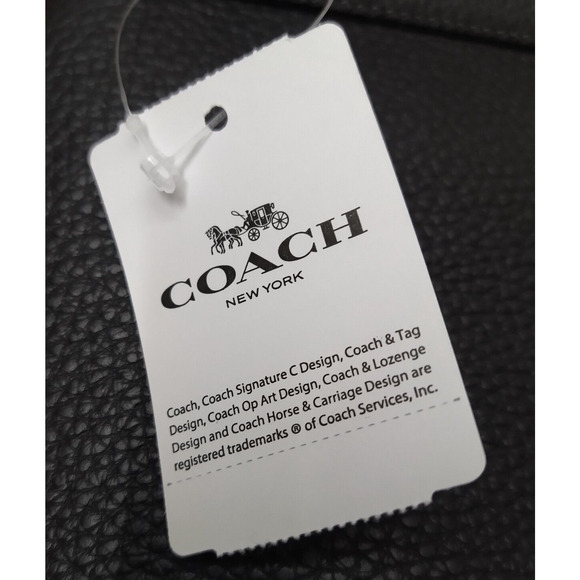 COACH
NEW YORK
Coach, Coach Signature C Design, Coach & Tag
Design, Coach Op Art Design, Coach & Lozenge
Design and Coach Horse & Carriage Design are
registered trademarks ® of Coach Services, Inc.